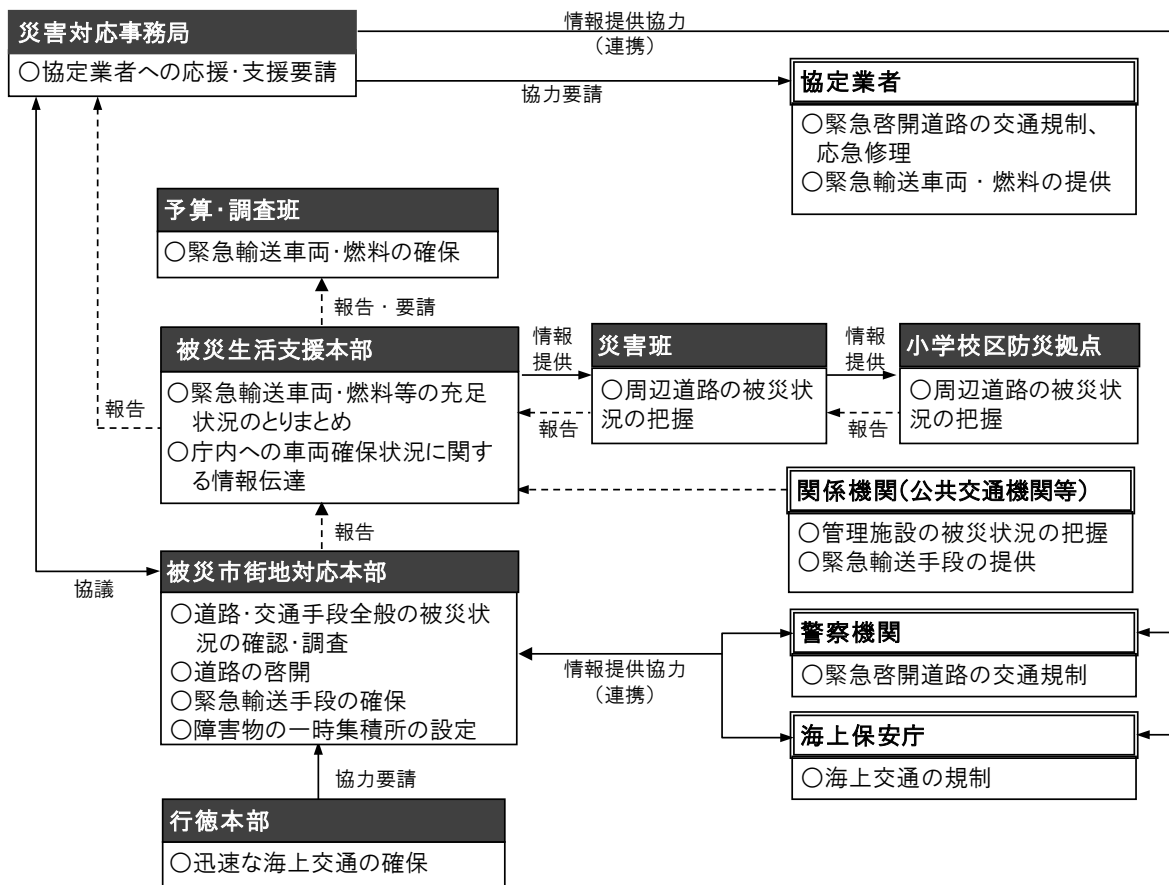 災害対応事務局
○協定業者への応援・支援要請
情報提供協力
（連携）
協力要請
協定業者
○緊急啓開道路の交通規制、
応急修理
○緊急輸送車両・燃料の提供
予算・調査班
○緊急輸送車両・燃料の確保
報告・要請
被災生活支援本部
○緊急輸送車両・燃料等の充足
状況のとりまとめ
○庁内への車両確保状況に関す
る情報伝達
報告
情報
提供
報告
災害班
○周辺道路の被災状
況の把握
情報
提供
報告
小学校区防災拠点
○周辺道路の被災状
況の把握
関係機関（公共交通機関等）
○管理施設の被災状況の把握
○緊急輸送手段の提供
報告
協議
被災市街地対応本部
○道路・交通手段全般の被災状
況の確認・調査
○道路の啓開
○緊急輸送手段の確保
○障害物の一時集積所の設定
情報提供協力
（連携）
警察機関
○緊急啓開道路の交通規制
海上保安庁
○海上交通の規制
協力要請
行徳本部
○迅速な海上交通の確保